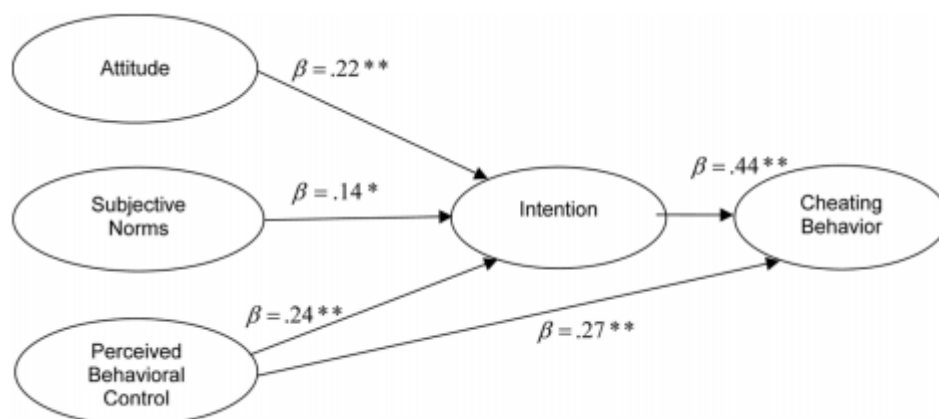 Attitude
β = .22 **
Subjective
Norms
β = .14 *
Intention
β = .44 **
Cheating
Behavior
β = .24 **
β = .27 **
Perceived
Behavioral
Control